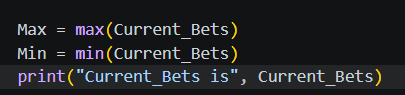 Max = max(Current_Bets)
Min = min(Current_Bets)
print("Current_Bets is", Current_Bets)